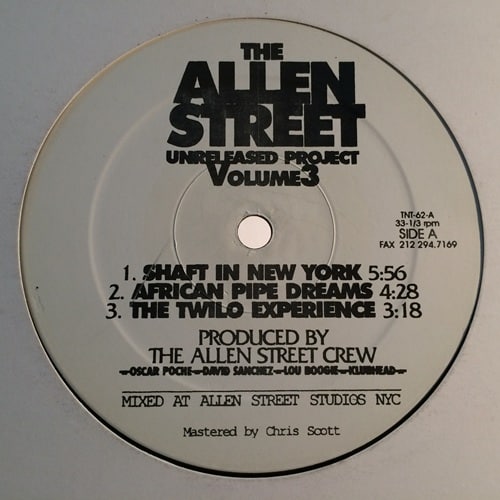 THE
ALLEN
STREET
UNRELEASED PROJECT
VOLUME 3
TNT-62-A
33-1/3 rpm
SIDE A
FAX 212 294.7169
1. SHAFT IN NEW YORK 5:56
2. AFRICAN PIPE DREAMS 4:28
3. THE TWILO EXPERIENCE 3:18
PRODUCED BY
THE ALLEN STREET CREW
-OSCAR POCHE-DAVID SANCHEZ-LOU BOOGIE-KLUBHEAD-
MIXED AT ALLEN STREET STUDIOS NYC
Mastered by Chris Scott